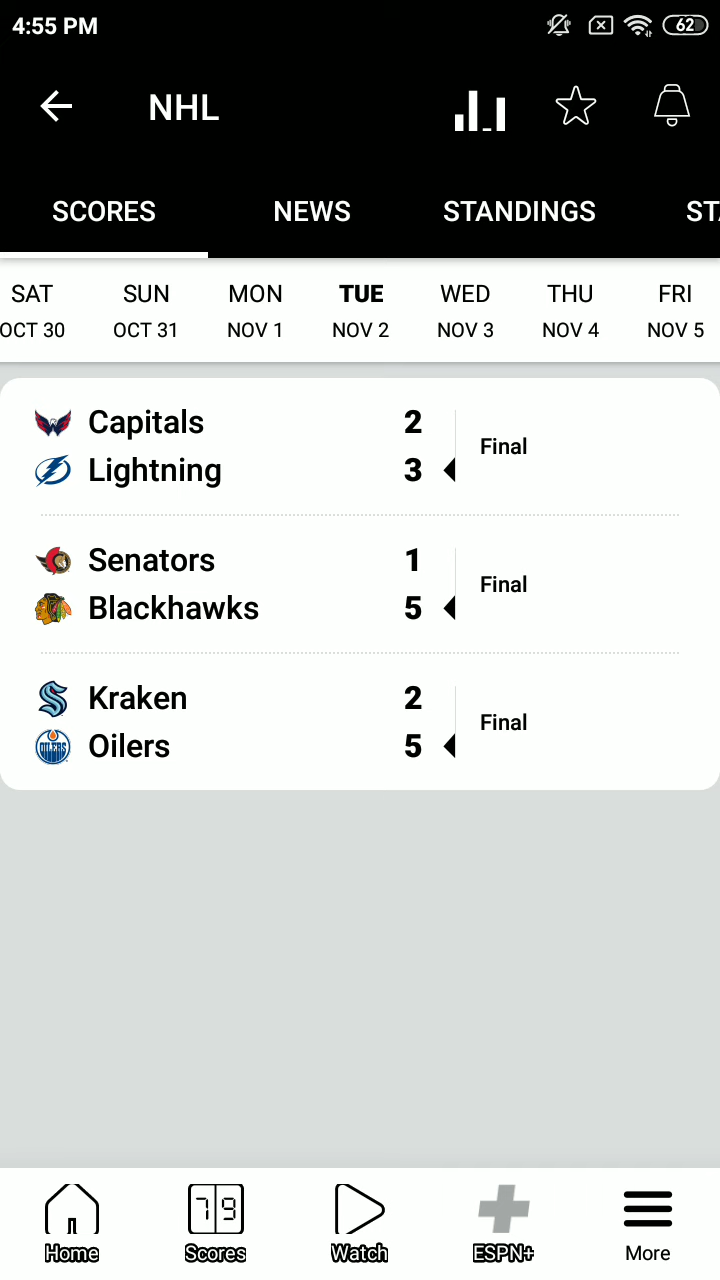 4:55 PM 62
NHL
SCORES NEWS STANDINGS
SAT SUN MON TUE WED THU FRI
OCT 30 OCT 31 NOV 1 NOV 2 NOV 3 NOV 4 NOV 5
Capitals 2
Final
Lightning 3
Senators 1
Final
Blackhawks 5
Kraken 2
Final
OILERS
Oilers 5
79
Home Scores Watch ESPN+ More